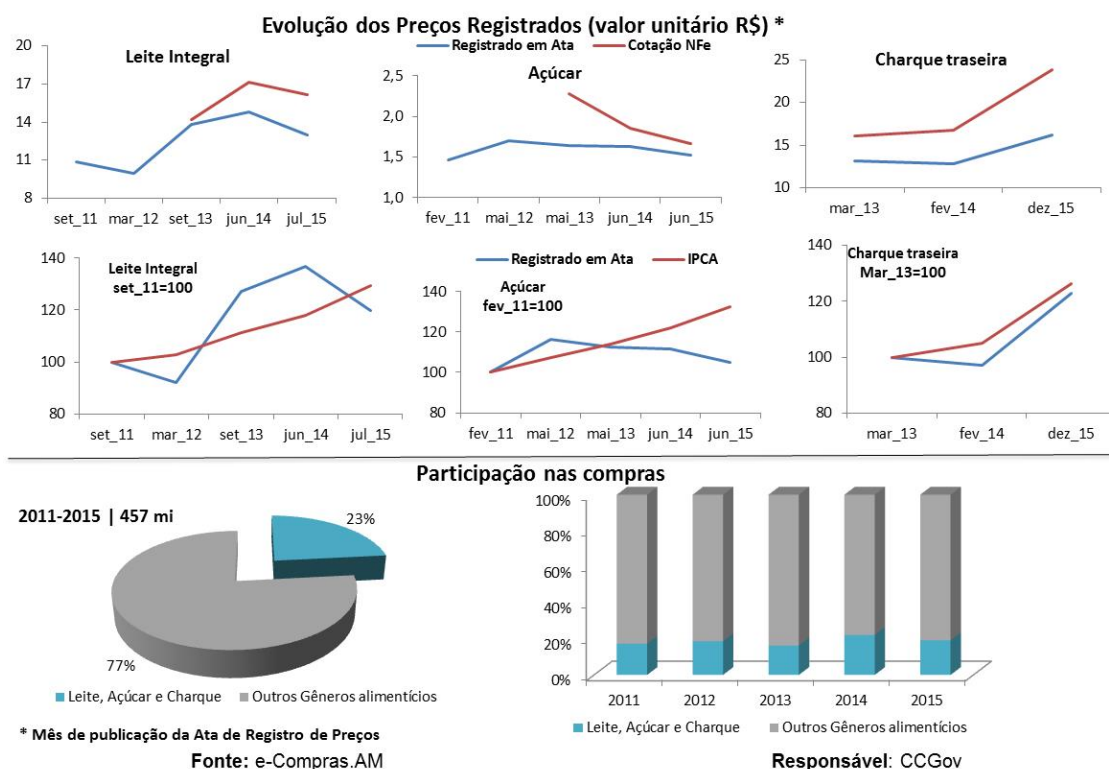 Evolução dos Preços Registrados (valor unitário R$) *
Leite Integral
20
17
14
11
8
set_11 mar_12 set_13 jun_14 jul_15
Registrado em Ata Cotação NFe
Açúcar
2,5
2,0
1,5
1,0
fev_11 mai_12 mai_13 jun_14 jun_15
Charque traseira
25
20
15
10
mar_13 fev_14 dez_15
Leite Integral
set_11=100
140
120
100
80
set_11 mar_12 set_13 jun_14 jul_15
Registrado em Ata IPCA
Açúcar
fev_11=100
140
120
100
80
fev_11 mai_12 mai_13 jun_14 jun_15
Charque traseira
Mar_13=100
140
120
100
80
mar_13 fev_14 dez_15
Participação nas compras
2011-2015 | 457 mi
23%
77%
Leite, Açúcar e Charque Outros Gêneros alimentícios
100%
80%
60%
40%
20%
0%
2011 2012 2013 2014 2015
Leite, Açúcar e Charque Outros Gêneros alimentícios
* Mês de publicação da Ata de Registro de Preços
Fonte: e-Compras.AM
Responsável: CCGov